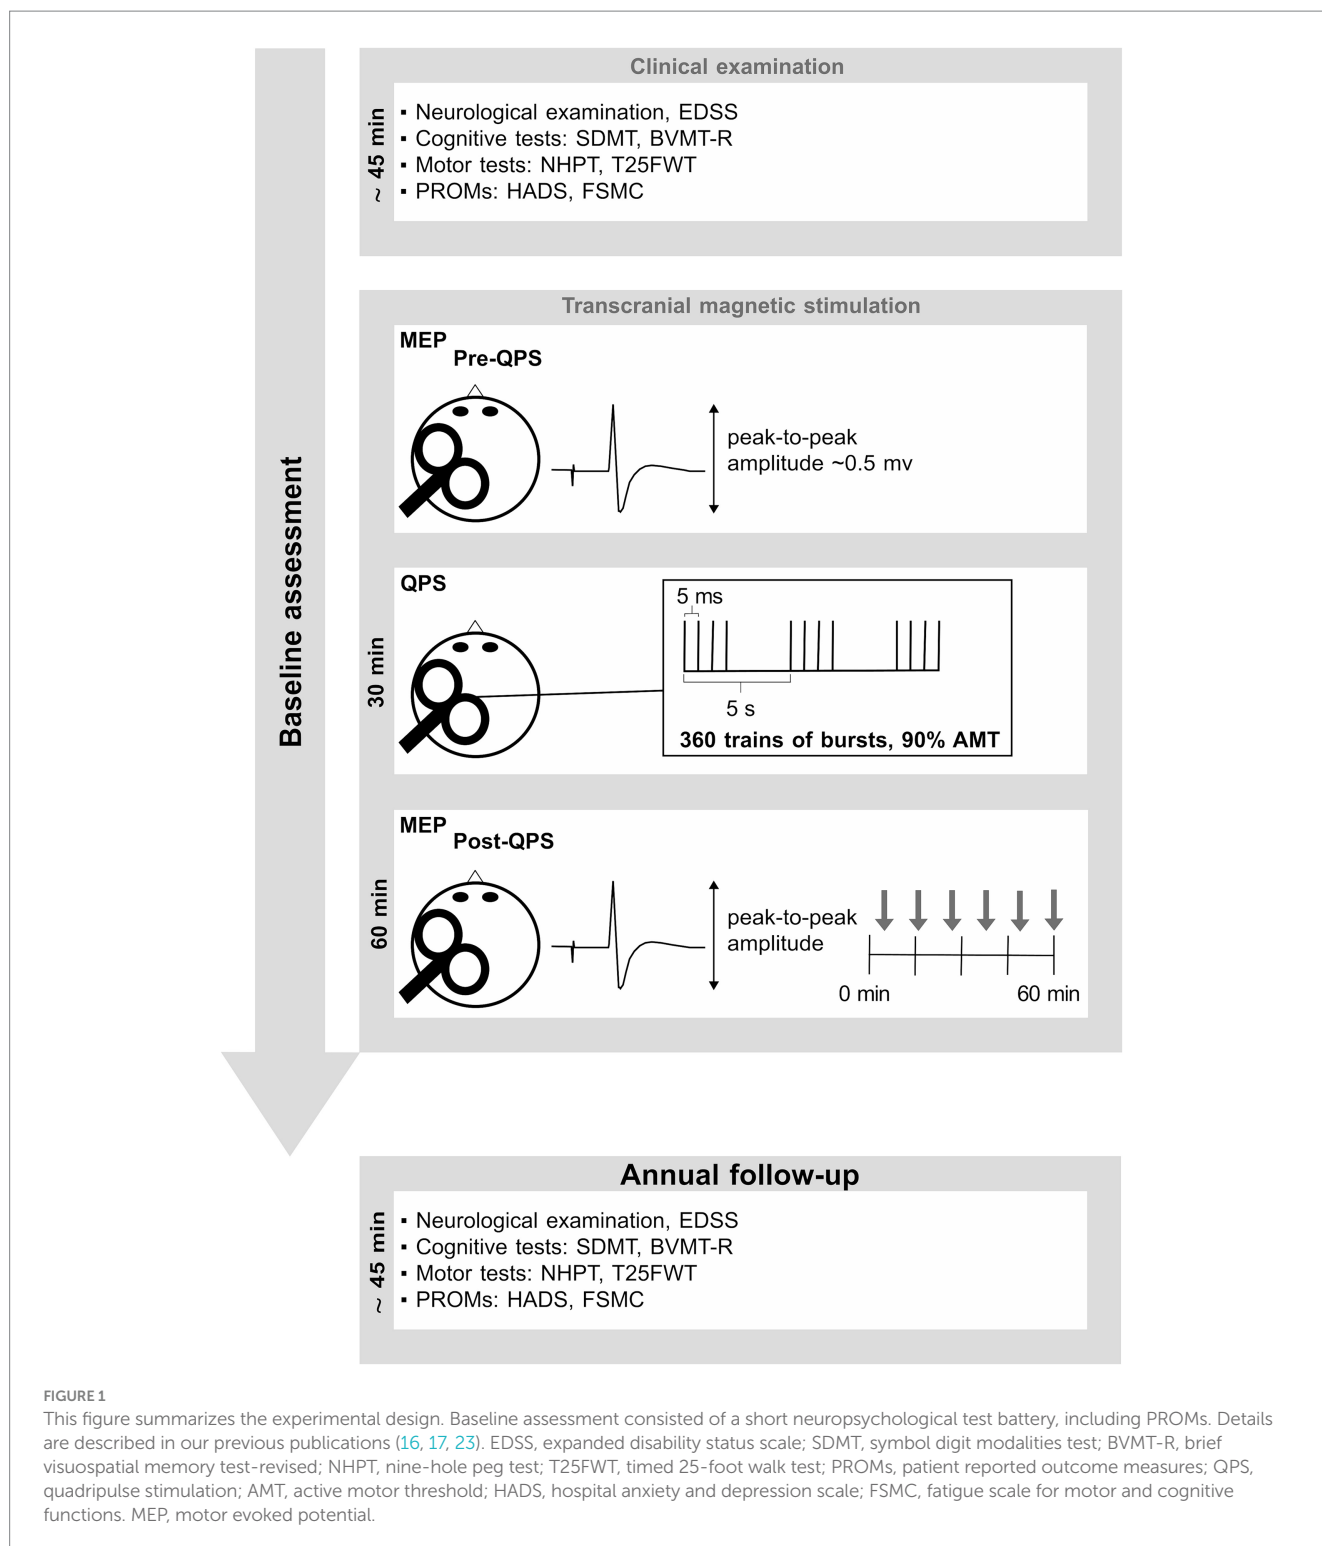 Clinical examination
~ 45 min
▪ Neurological examination, EDSS
▪ Cognitive tests: SDMT, BVMT-R
▪ Motor tests: NHPT, T25FWT
▪ PROMs: HADS, FSMC
Baseline assessment
Transcranial magnetic stimulation
MEP
Pre-QPS
peak-to-peak
amplitude ~0.5 mv
30 min
QPS
5 ms
5 s
360 trains of bursts, 90% AMT
60 min
MEP
Post-QPS
peak-to-peak
amplitude
0 min
60 min
Annual follow-up
~ 45 min
▪ Neurological examination, EDSS
▪ Cognitive tests: SDMT, BVMT-R
▪ Motor tests: NHPT, T25FWT
▪ PROMs: HADS, FSMC
FIGURE 1
This figure summarizes the experimental design. Baseline assessment consisted of a short neuropsychological test battery, including PROMs. Details
are described in our previous publications (16, 17, 23). EDSS, expanded disability status scale; SDMT, symbol digit modalities test; BVMT-R, brief
visuospatial memory test-revised; NHPT, nine-hole peg test; T25FWT, timed 25-foot walk test; PROMs, patient reported outcome measures; QPS,
quadripulse stimulation; AMT, active motor threshold; HADS, hospital anxiety and depression scale; FSMC, fatigue scale for motor and cognitive
functions. MEP, motor evoked potential.